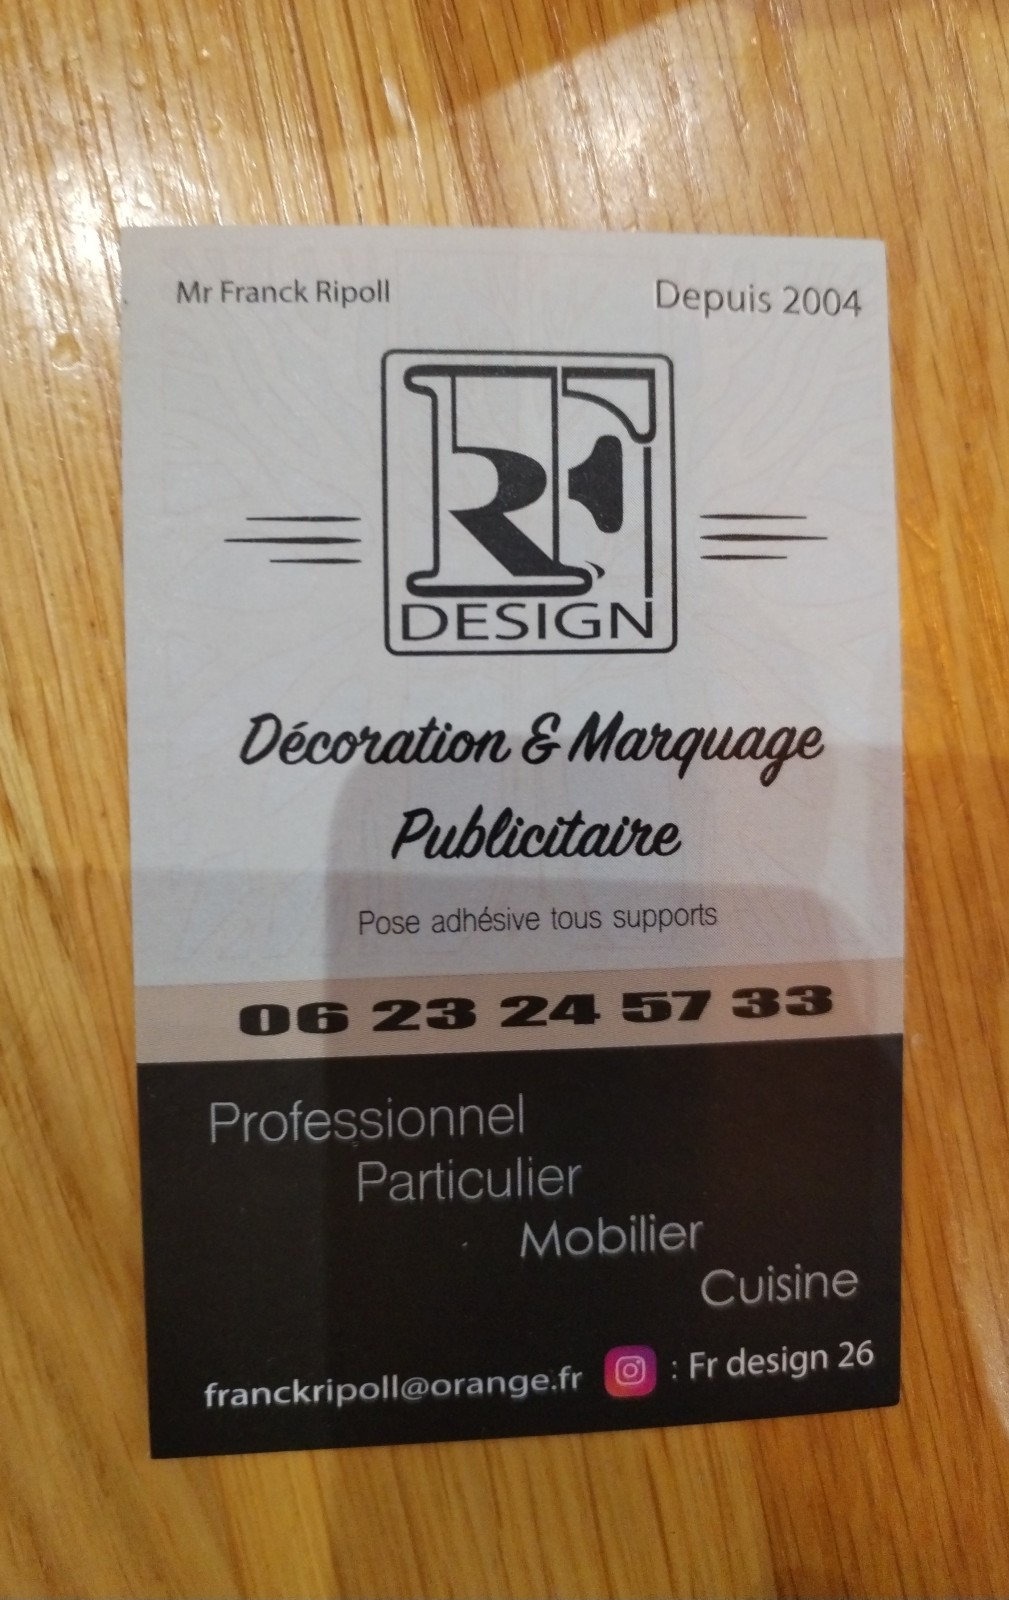 Mr Franck Ripoll
Depuis 2004
FR
DESIGN
Décoration & Marquage
Publicitaire
Pose adhésive tous supports
06 23 24 57 33
Professionnel
Particulier
Mobilier
Cuisine
franckripoll@orange.fr : Fr design 26